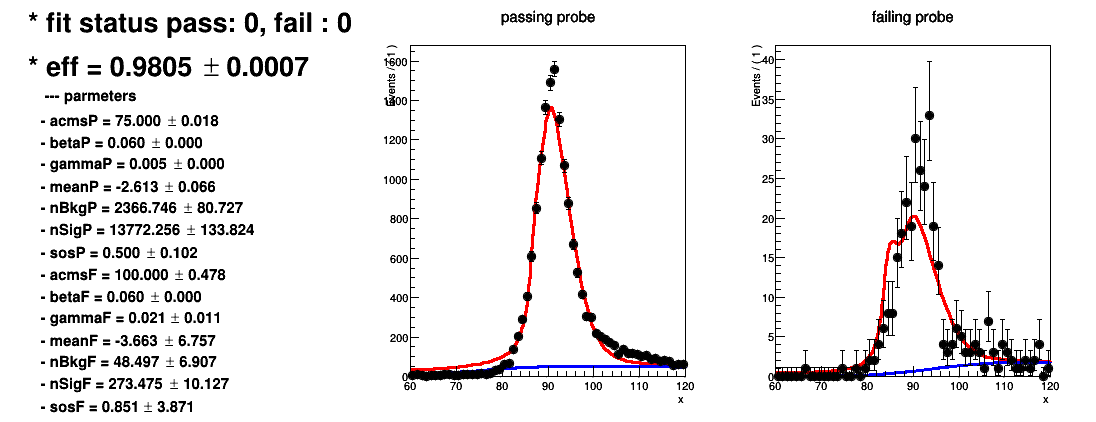 * fit status pass: 0, fail : 0
* eff = 0.9805 ± 0.0007
--- parmeters
- acmsP = 75.000 ± 0.018
- betaP = 0.060 ± 0.000
- gammaP = 0.005 ± 0.000
- meanP = -2.613 ± 0.066
- nBkgP = 2366.746 ± 80.727
- nSigP = 13772.256 ± 133.824
- sosP = 0.500 ± 0.102
- acmsF = 100.000 ± 0.478
- betaF = 0.060 ± 0.000
- gammaF = 0.021 ± 0.011
- meanF = -3.663 ± 6.757
- nBkgF = 48.497 ± 6.907
- nSigF = 273.475 ± 10.127
- sosF = 0.851 ± 3.871
passing probe
Events / ( 1 )
1600
1400
1200
1000
800
600
400
200
0
60 70 80 90 100 110 120
x
failing probe
Events / ( 1 )
40
35
30
25
20
15
10
5
0
60 70 80 90 100 110 120
x